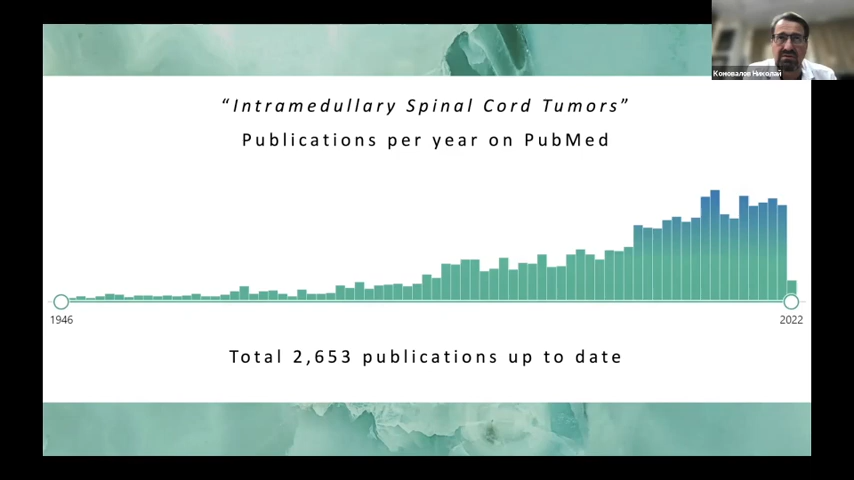 Коновалов Николай
“Intramedullary Spinal Cord Tumors”
Publications per year on PubMed
1946
2022
Total 2,653 publications up to date